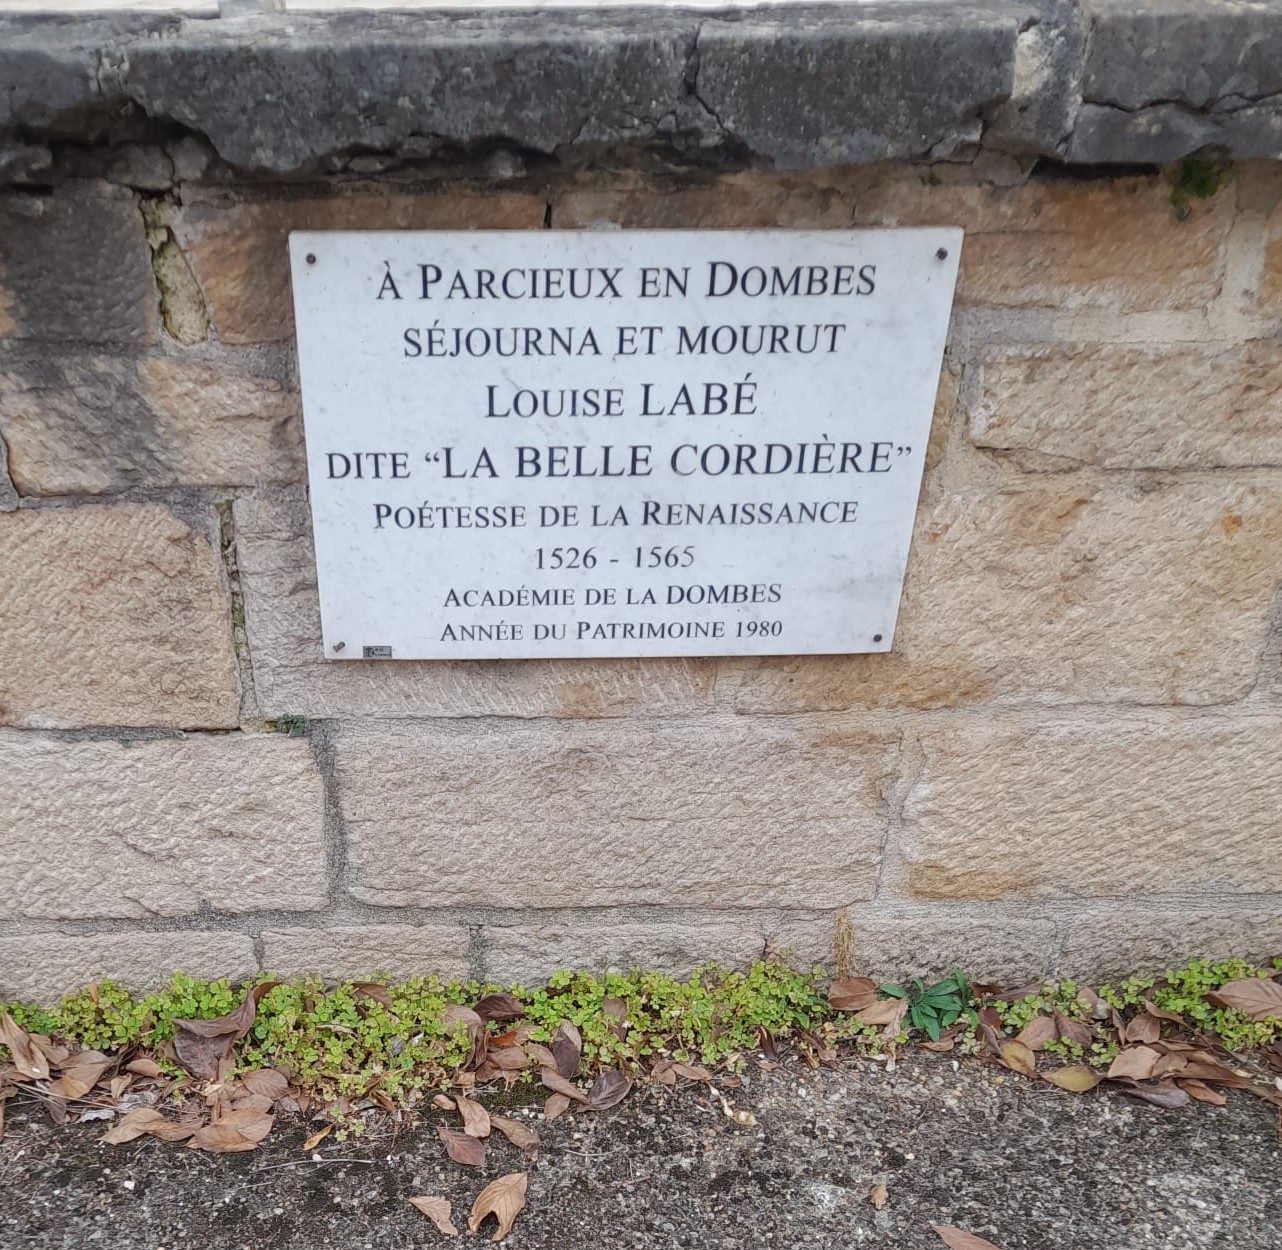 À PARCIEUX EN DOMBES
SÉJOURNA ET MOURUT
LOUISE LABÉ
DITE “LA BELLE CORDIÈRE”
POÉTESSE DE LA RENAISSANCE
1526 - 1565
ACADÉMIE DE LA DOMBES
ANNÉE DU PATRIMOINE 1980